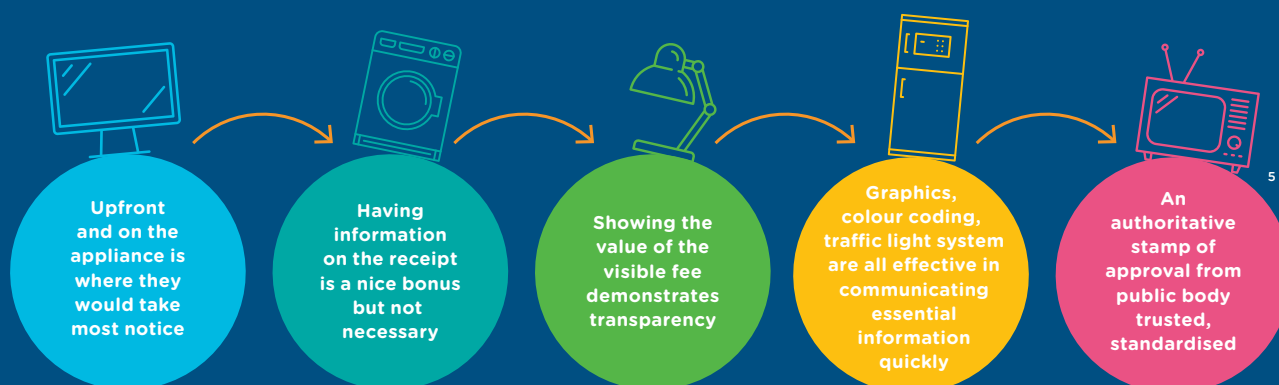 Upfront
and on the
appliance is
where they
would take
most notice
Having
information
on the receipt
is a nice bonus
but not
necessary
Showing the
value of the
visible fee
demonstrates
transparency
Graphics,
colour coding,
traffic light system
are all effective in
communicating
essential
information
quickly
An
authoritative
stamp of
approval from
public body
trusted,
standardised
5